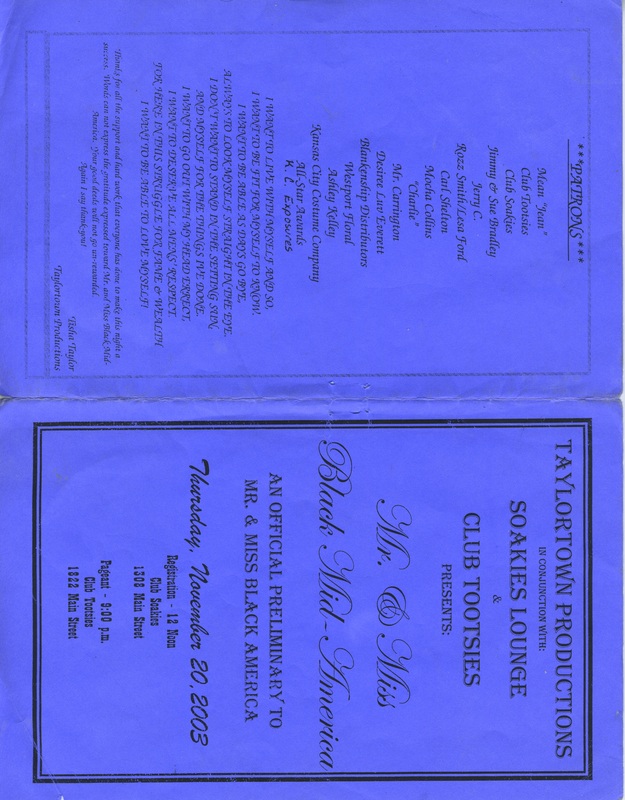 ***PATRONS***
Mean "Jean"
Club Tootsies
Club Soakies
Jimmy & Sue Bradley
Jerry C.
Roze Smith/Losa Ford
Carl Skelton
Mocha Collins
"Charlie"
Mr. Carrington
Desiree Luv/Everett
Blankenship Distributors
Westport Floral
Ashley Kelley
Kansas City Costume Company
All-Star Awards
K. L. Exposures
I WANT TO LIVE WITH MYSELF AND SO,
I WANT TO BE FIT FOR MYSELF TO KNOW.
I WANT TO BE ABLE AS DAYS GO BYE,
ALWAYS TO LOOK MYSELF STRAIGHT IN THE EYE.
I DON'T WANT TO STAND IN THE SETTING SUN,
AND MYSELF FOR THE THINGS I'VE DONE.
I WANT TO GO OUT WITH MY HEAD ERRECT,
I WANT TO DESERVE ALL MENS' RESPECT.
FOR HERE IN THIS STRUGGLE FOR FAME & WEALTH
I WANT TO BE ABLE TO LOVE MYSELF!
Thanks for all the support and hard work that everyone has done to make this night a
success. Words can not express the gratitude expressed toward Mr. and Miss Black Mid-
America. Your good deeds will not go un-rewarded.
Again I say thank you!
Tisha Taylor
Taylortown Productions
TAYLORTOWN PRODUCTIONS
IN CONJUNCTION WITH:
SOAKIES LOUNGE
&
CLUB TOOTSIES
PRESENTS:
Mr. & Miss
Black Mid-America
AN OFFICIAL PRELIMINARY TO
MR. & MISS BLACK AMERICA
Thursday, November 20, 2003
Registration - 12 Noon
Club Soakies
1308 Main Street
Pageant - 9:00 p.m.
Club Tootsies
1822 Main Street